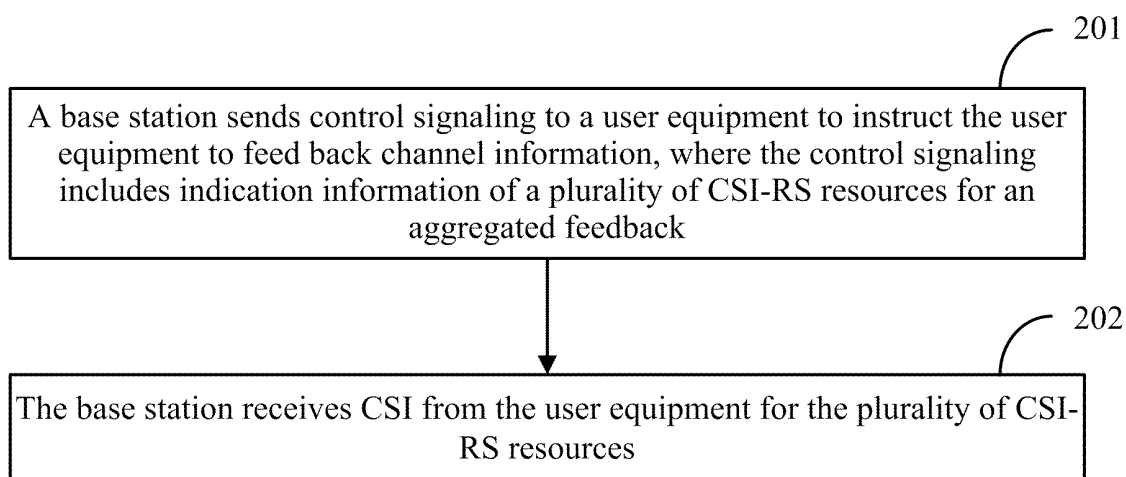 201
A base station sends control signaling to a user equipment to instruct the user
equipment to feed back channel information, where the control signaling
includes indication information of a plurality of CSI-RS resources for an
aggregated feedback
202
The base station receives CSI from the user equipment for the plurality of CSI-
RS resources